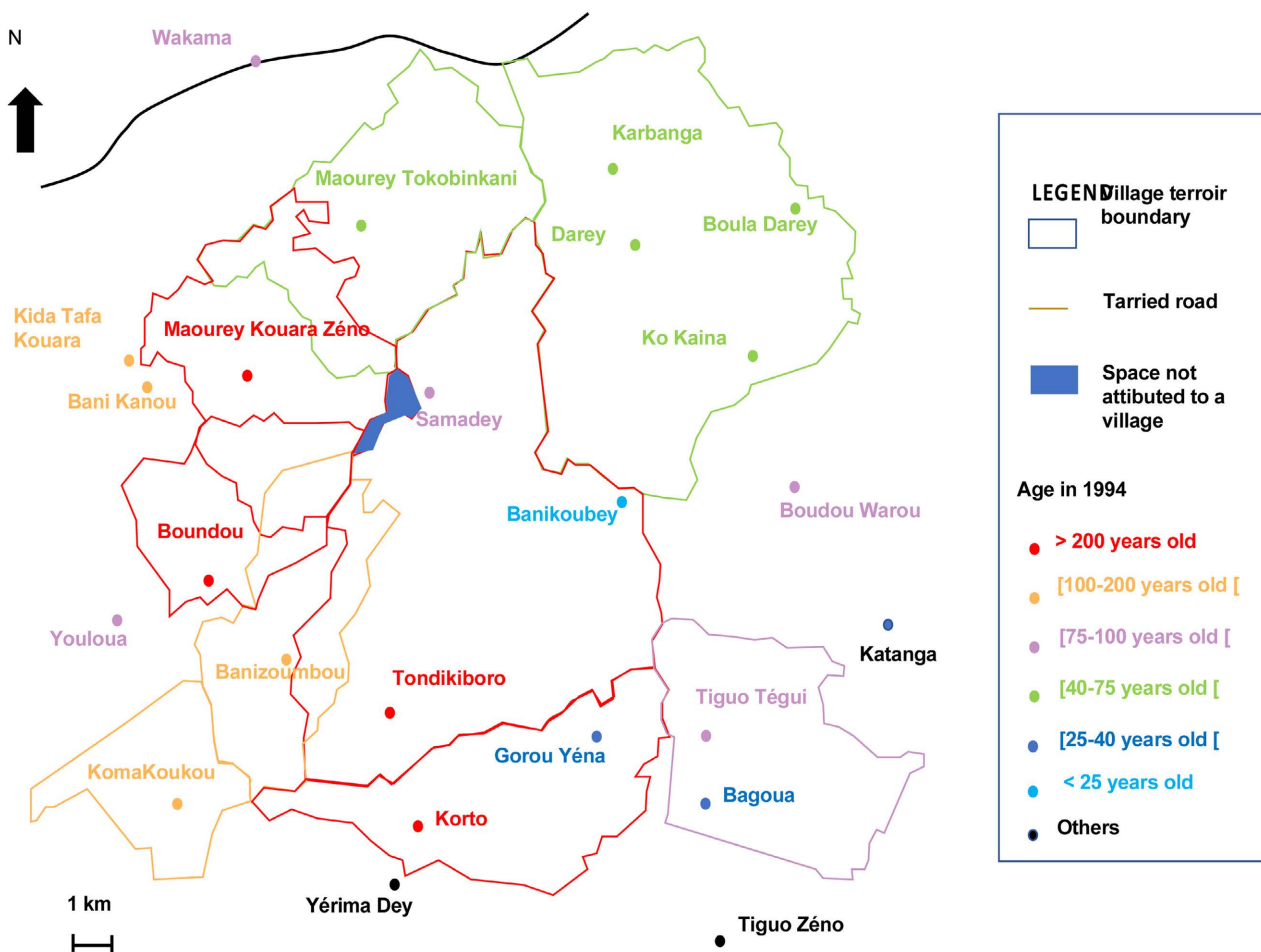 N
Wakama
Karbanga
Maourey Tokobinkani
Darey
Boula Darey
Kida Tafa
Kouara
Maourey Kouara Zéno
Ko Kaina
Bani Kanou
Samadey
Banikoubey
Boudou Warou
Boundou
Youloua
Katanga
Banizoumbou
Tondikiboro
Tiguo Tégui
Gorou Yéna
KomaKoukou
Bagoua
Korto
Yérima Dey
Tiguo Zéno
1 km
LEGEND
Village terroir
boundary
Tarried road
Space not
attibuted to a
village
Age in 1994
> 200 years old
[100-200 years old [
[75-100 years old [
[40-75 years old [
[25-40 years old [
< 25 years old
Others